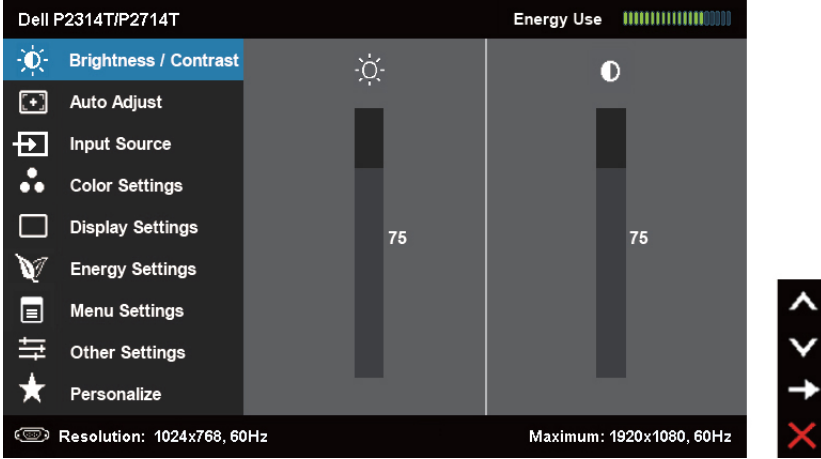 Dell P2314T/P2714T
Energy Use
Brightness / Contrast
Auto Adjust
Input Source
Color Settings
Display Settings
Energy Settings
Menu Settings
Other Settings
Personalize
75
75
Resolution: 1024x768, 60Hz
Maximum: 1920x1080, 60Hz